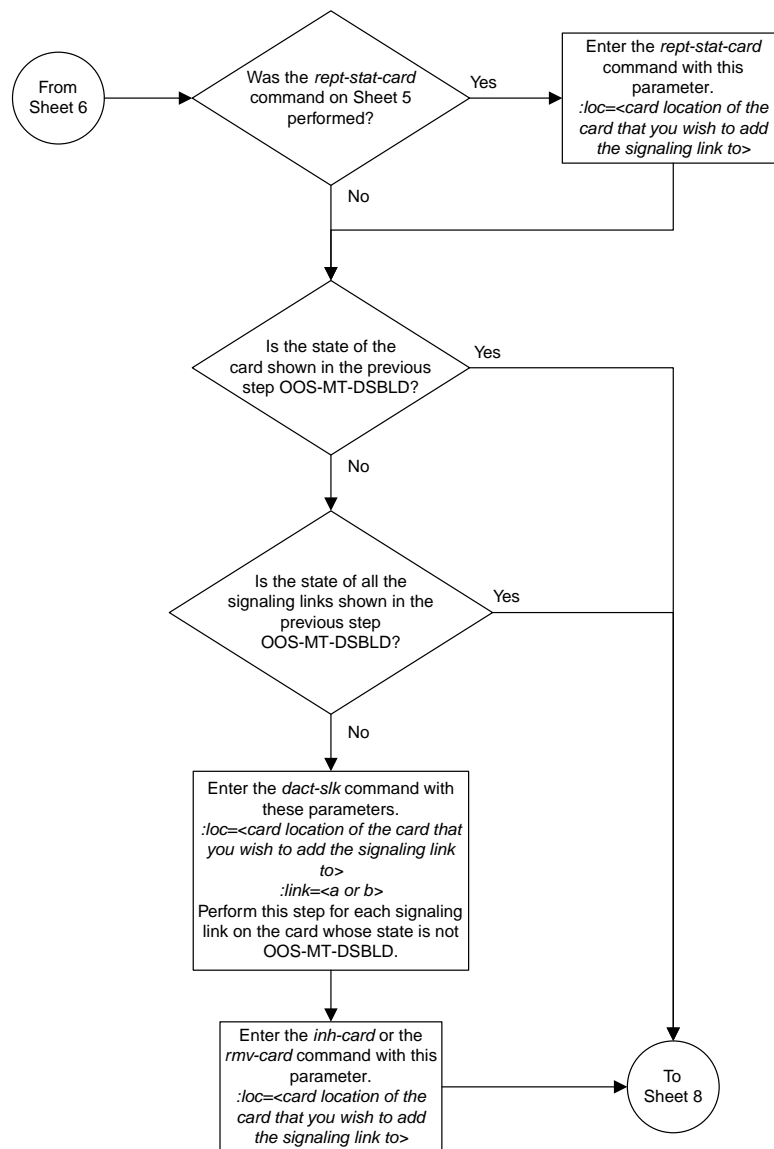 From
Sheet 6
Was the rept-stat-card
command on Sheet 5
performed?
Yes
Enter the rept-stat-card
command with this
parameter.
:loc=<card location of the
card that you wish to add
the signaling link to>
No
Is the state of the
card shown in the previous
step OOS-MT-DSBLD?
Yes
No
Is the state of all the
signaling links shown in the
previous step
OOS-MT-DSBLD?
Yes
No
Enter the dact-slk command with
these parameters.
:loc=<card location of the card that
you wish to add the signaling link
to>
:link=<a or b>
Perform this step for each signaling
link on the card whose state is not
OOS-MT-DSBLD.
Enter the inh-card or the
rmv-card command with this
parameter.
:loc=<card location of the
card that you wish to add
the signaling link to>
To
Sheet 8